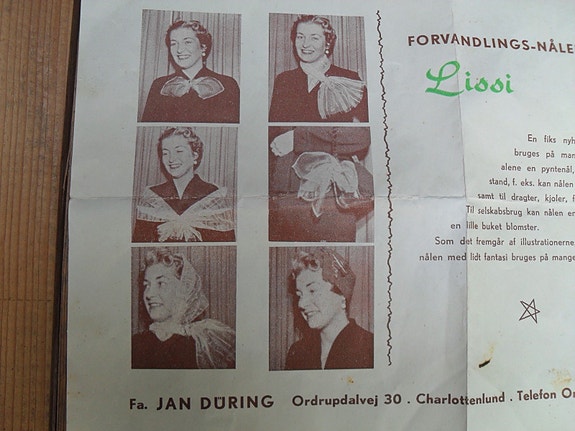 FORVANDLINGS-NÅLE
Lissi
En fiks nyh
bruges på man
alene en pyntenål,
stand, f. eks. kan nålen
samt til dragter, kjoler, f
Til selskabsbrug kan nålen en
en lille buket blomster.
Som det fremgår af illustrationerne
nålen med lidt fantasi bruges på mange
Fa. JAN DÜRING Ordrupdalvej 30 . Charlottenlund . Telefon Or